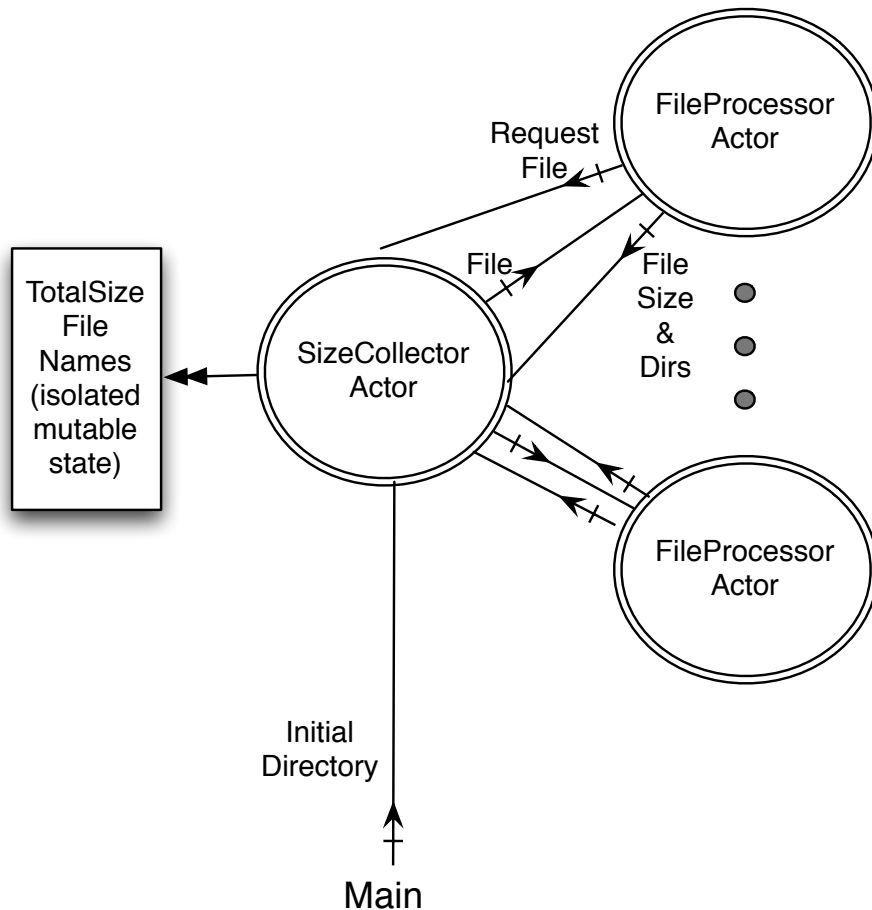 FileProcessor
Actor
Request
File
File
File
Size
&
Dirs
TotalSize
File
Names
(isolated
mutable
state)
SizeCollector
Actor
FileProcessor
Actor
Initial
Directory
Main